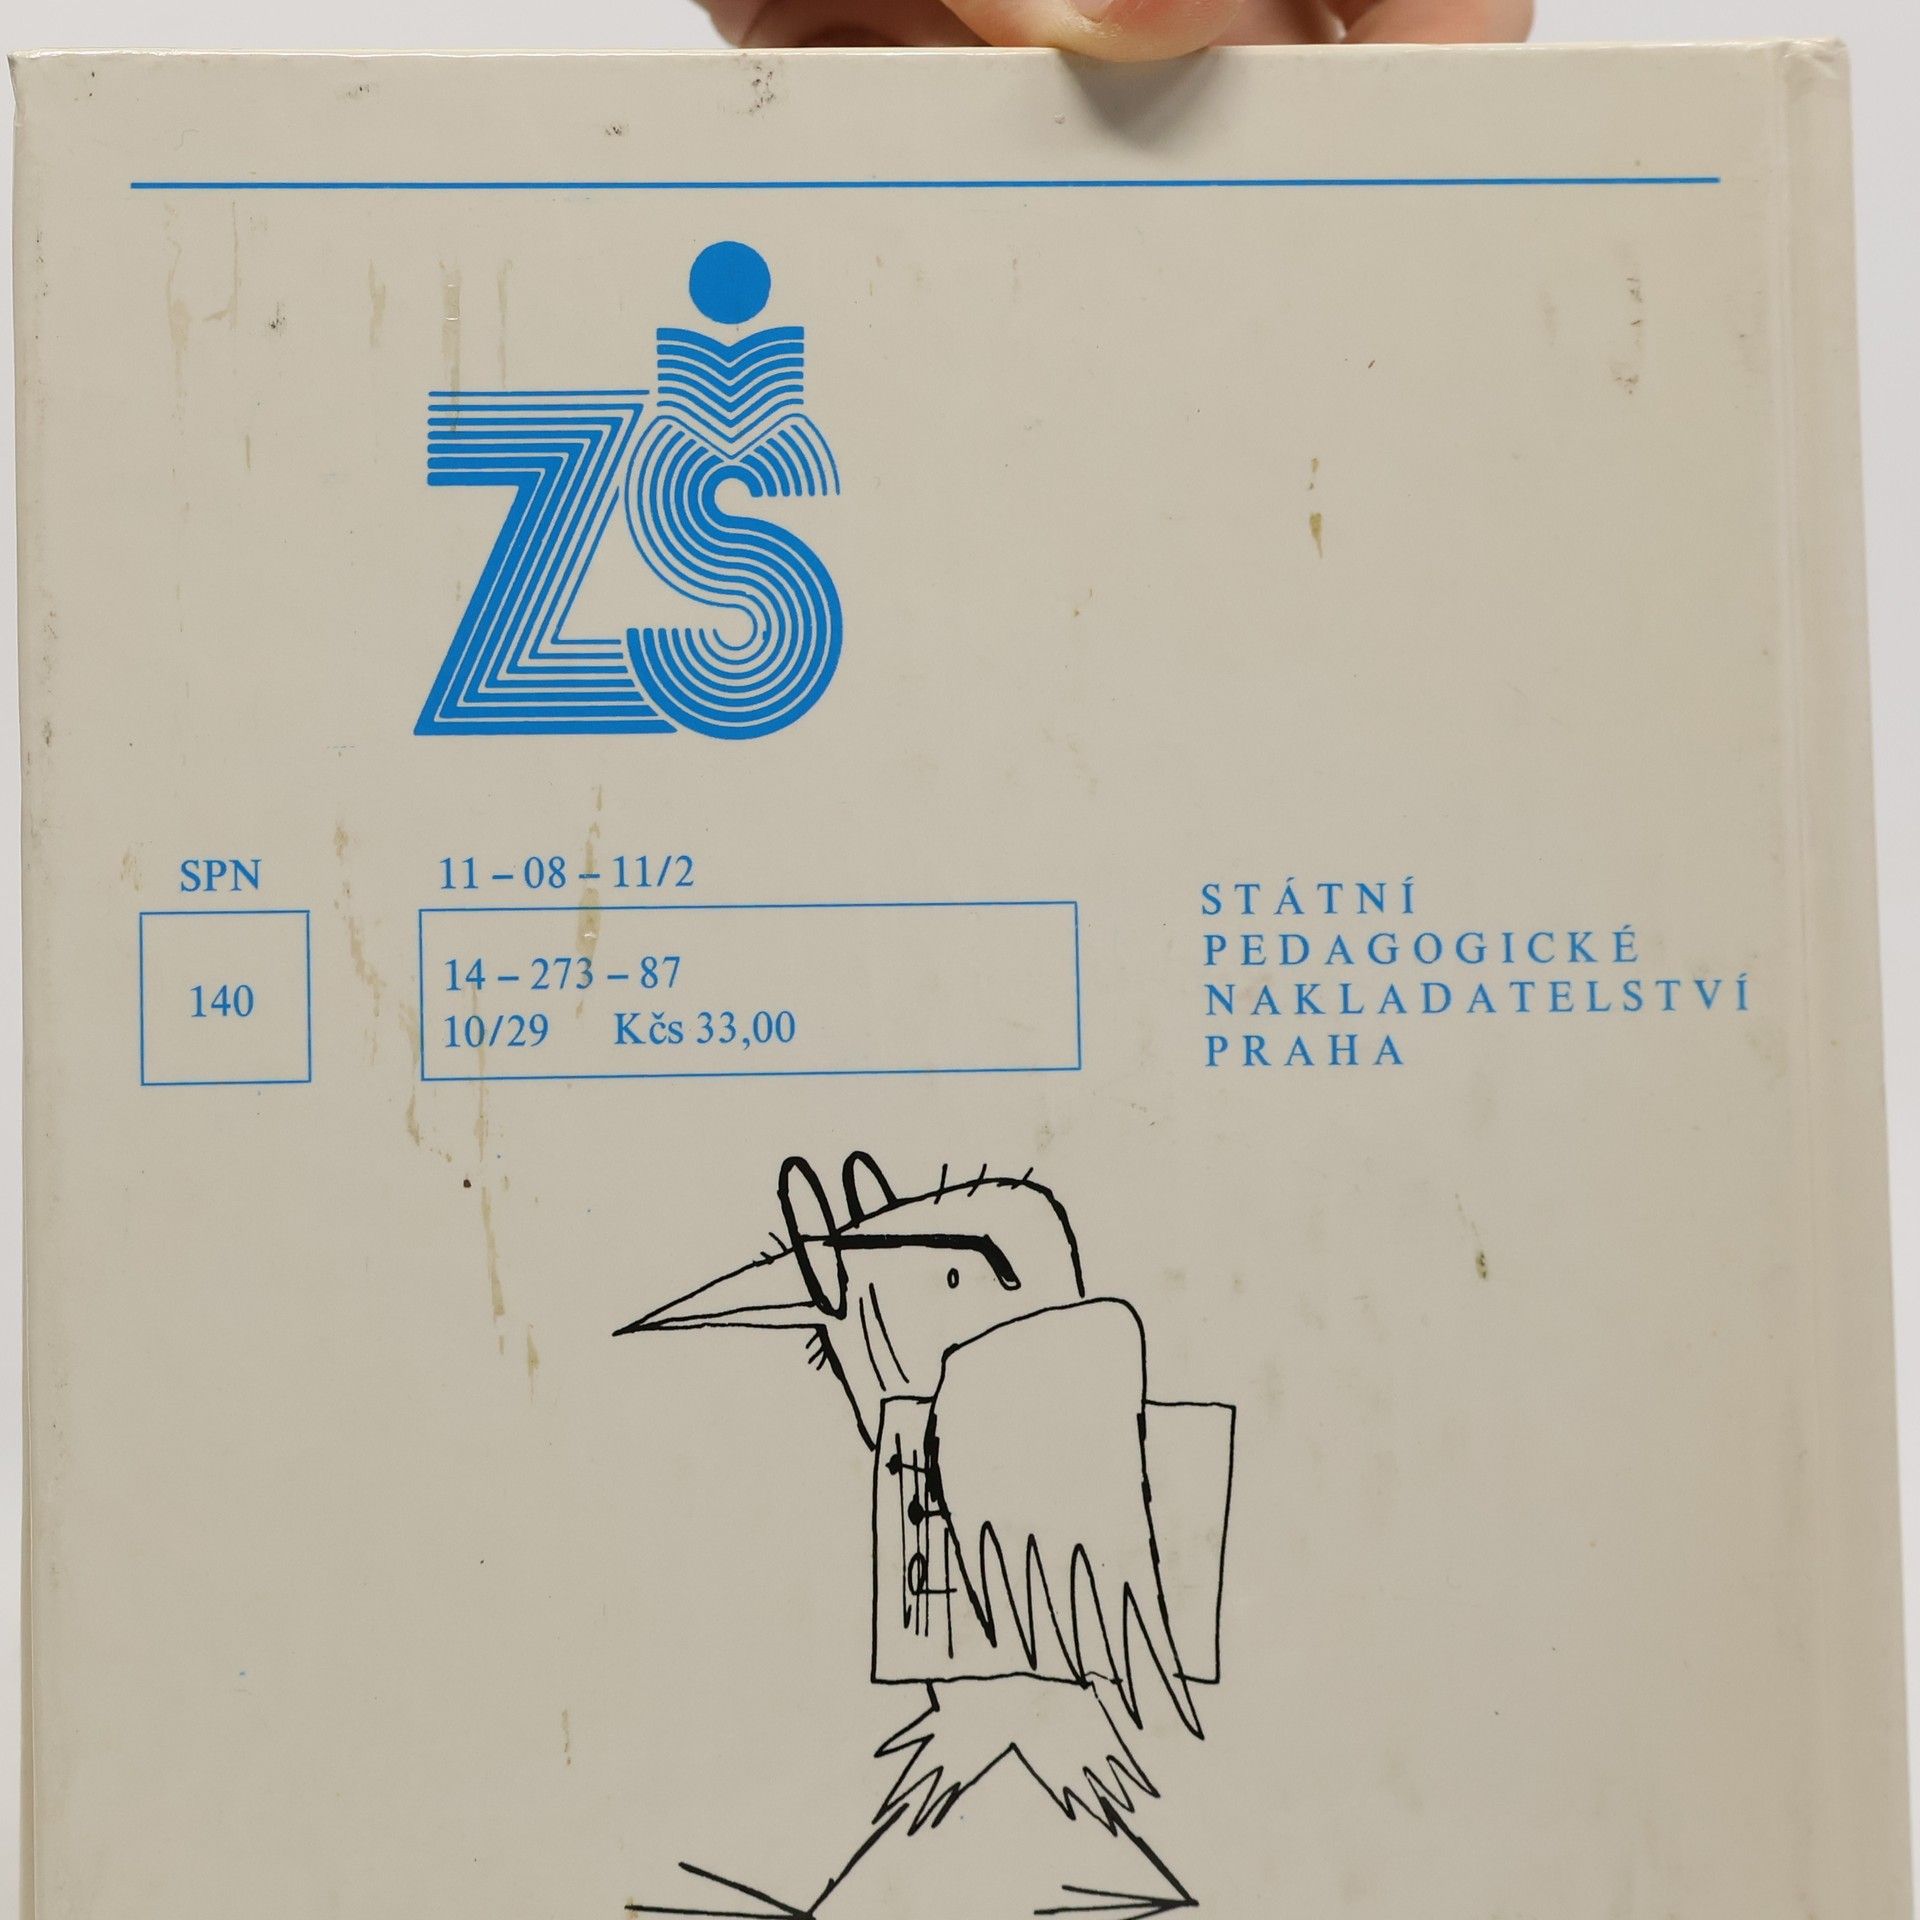 ZŠ
SPN
140
11 – 08 – 11/2
14 – 273 – 87
10/29 Kčs 33,00
STÁTNÍ
PEDAGOGICKÉ
NAKLADATELSTVÍ
PRAHA